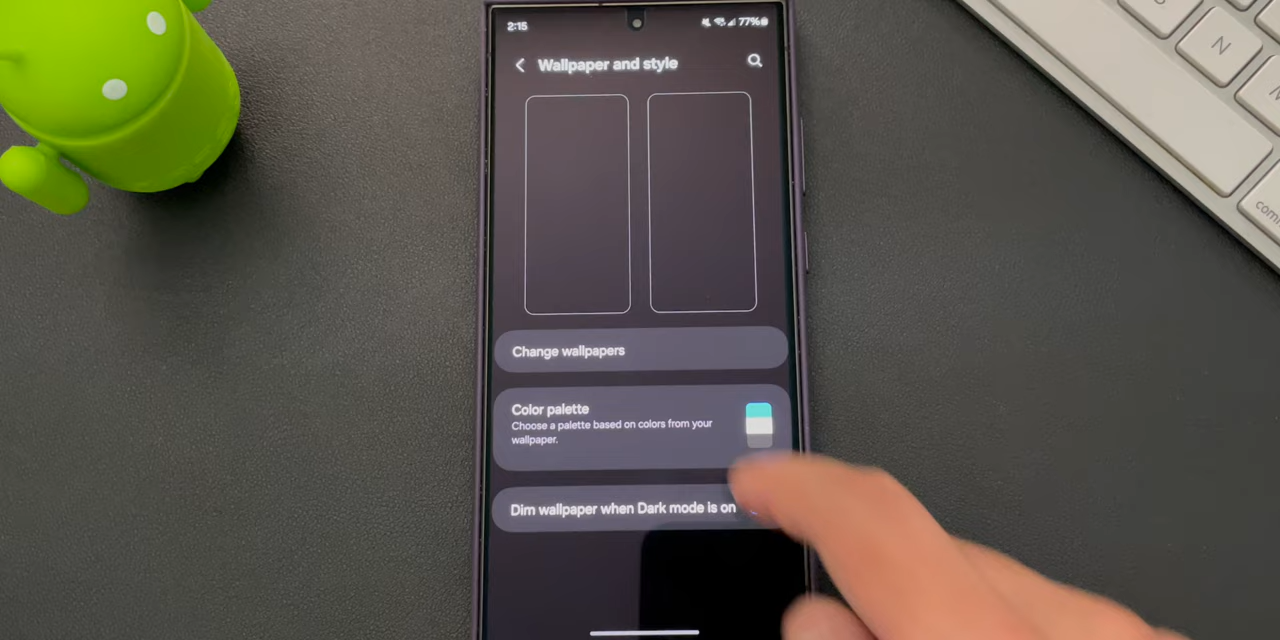 2:15
77%
Wallpaper and style
Change wallpapers
Color palette
Choose a palette based on colors from your
wallpaper.
Dim wallpaper when Dark mode is on
N